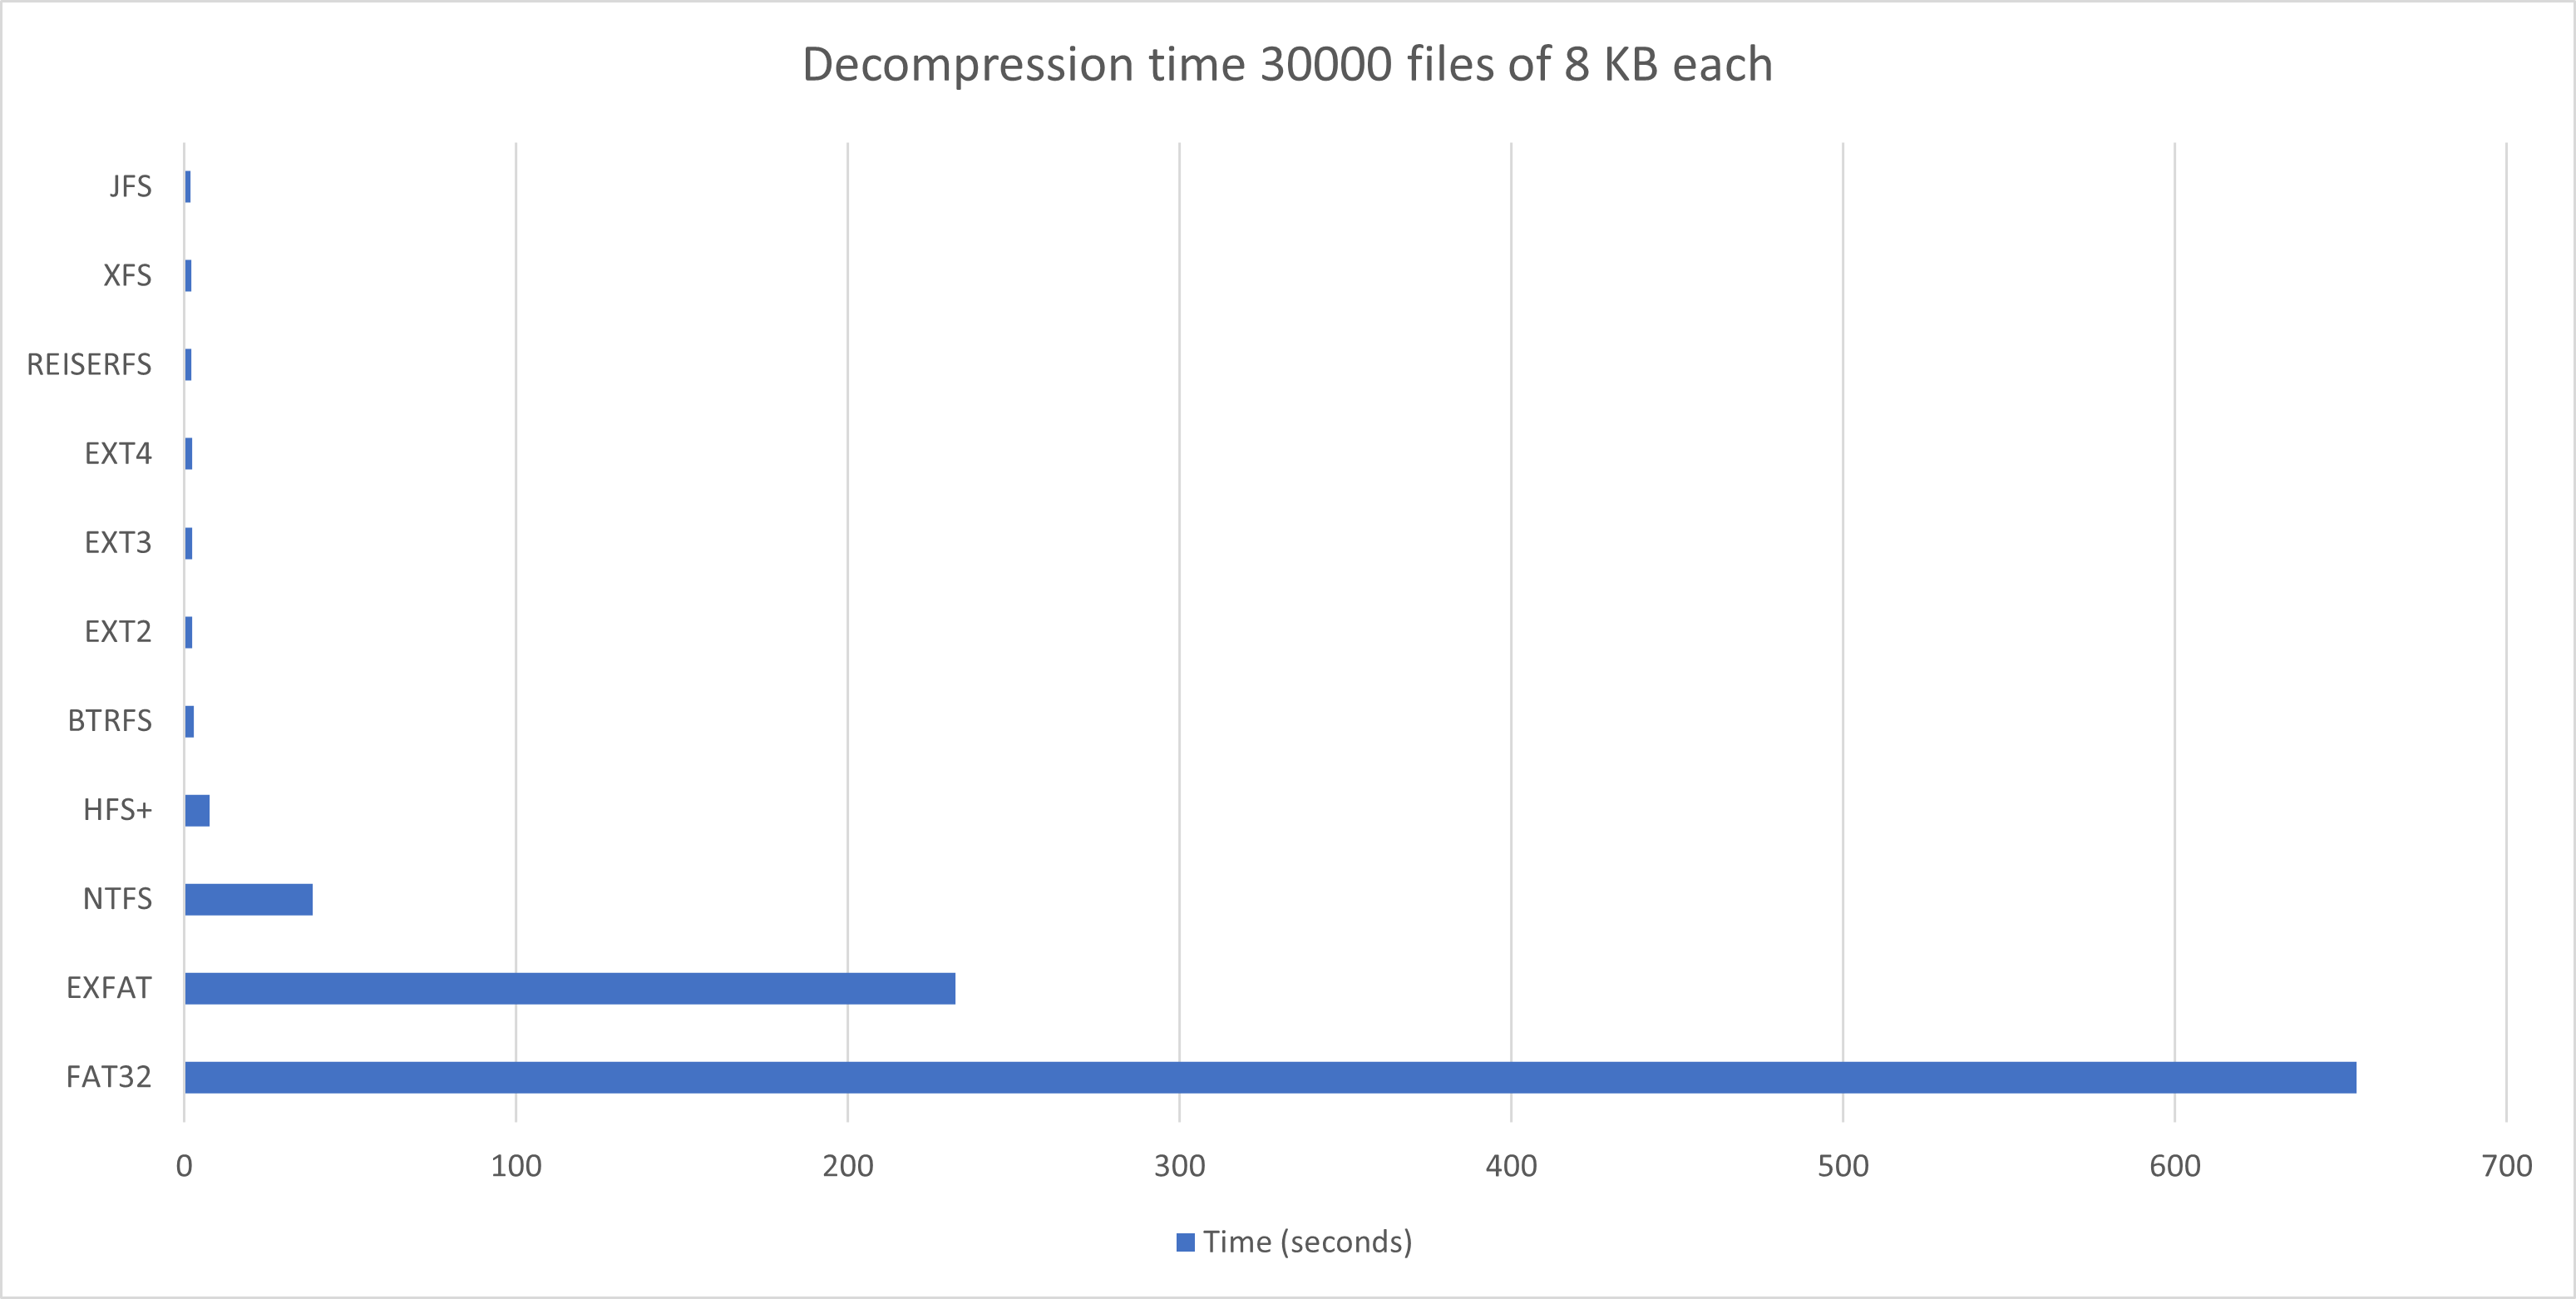 Decompression time 30000 files of 8 KB each
JFS
XFS
REISERFS
EXT4
EXT3
EXT2
BTRFS
HFS+
NTFS
EXFAT
FAT32
0 100 200 300 400 500 600 700
Time (seconds)